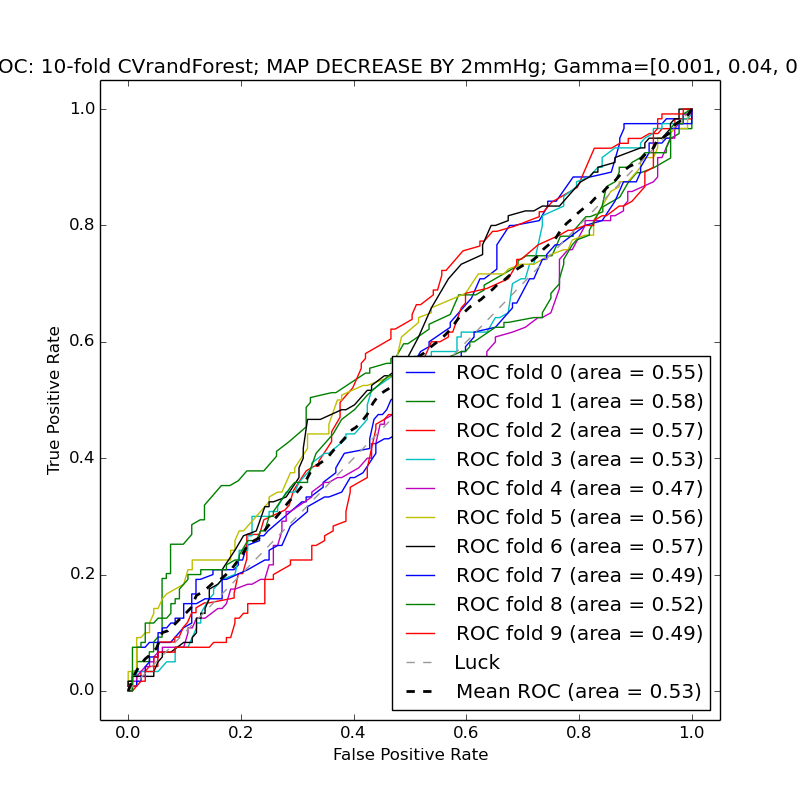 OC: 10-fold CVrandForest; MAP DECREASE BY 2mmHg; Gamma=[0.001, 0.04, 0
1.0
0.8
0.6
0.4
0.2
0.0
True Positive Rate
ROC fold 0 (area = 0.55)
ROC fold 1 (area = 0.58)
ROC fold 2 (area = 0.57)
ROC fold 3 (area = 0.53)
ROC fold 4 (area = 0.47)
ROC fold 5 (area = 0.56)
ROC fold 6 (area = 0.57)
ROC fold 7 (area = 0.49)
ROC fold 8 (area = 0.52)
ROC fold 9 (area = 0.49)
Luck
Mean ROC (area = 0.53)
0.0 0.2 0.4 0.6 0.8 1.0
False Positive Rate